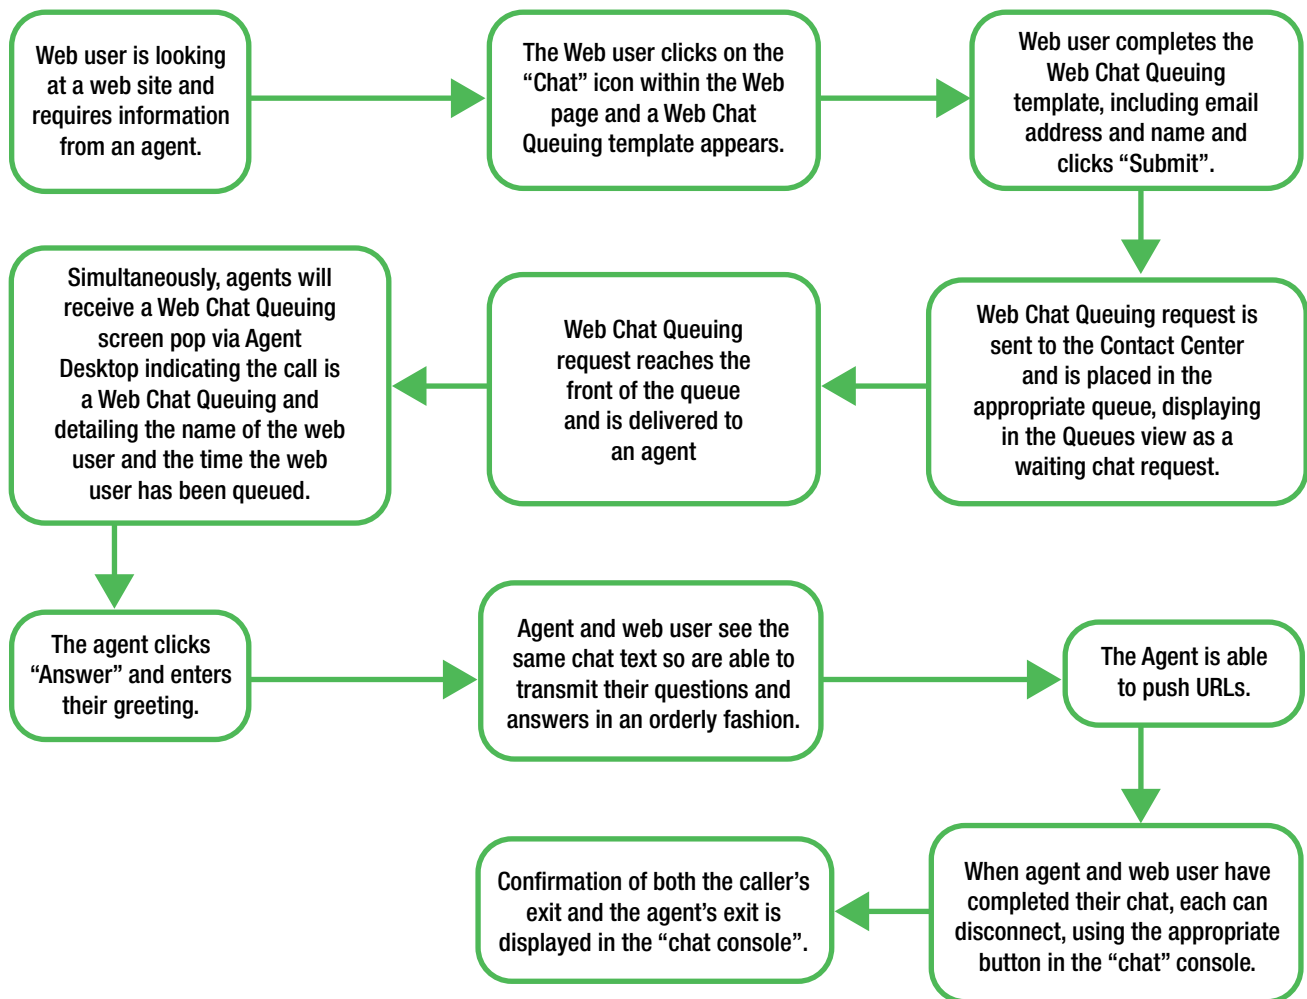 Web user is looking
at a web site and
requires information
from an agent.
The Web user clicks on the
“Chat” icon within the Web
page and a Web Chat
Queuing template appears.
Web user completes the
Web Chat Queuing
template, including email
address and name and
clicks “Submit”.
Web Chat Queuing request is
sent to the Contact Center
and is placed in the
appropriate queue, displaying
in the Queues view as a
waiting chat request.
Web Chat Queuing
request reaches the
front of the queue
and is delivered to
an agent
Simultaneously, agents will
receive a Web Chat Queuing
screen pop via Agent
Desktop indicating the call is
a Web Chat Queuing and
detailing the name of the web
user and the time the web
user has been queued.
The agent clicks
“Answer” and enters
their greeting.
Agent and web user see the
same chat text so are able to
transmit their questions and
answers in an orderly fashion.
The Agent is able
to push URLs.
When agent and web user have
completed their chat, each can
disconnect, using the appropriate
button in the “chat” console.
Confirmation of both the caller’s
exit and the agent’s exit is
displayed in the “chat console”.